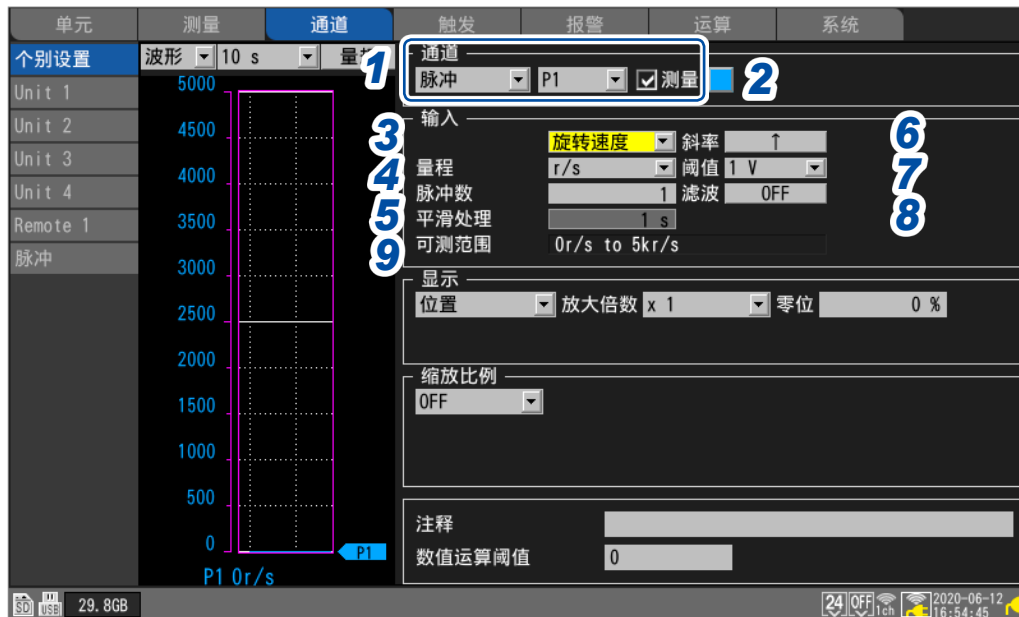 单元 测量 通道 触发 报警 运算 系统
个别设置
Unit 1
Unit 2
Unit 3
Unit 4
Remote 1
脉冲
波形 10 s
5000
4500
4000
3500
3000
2500
2000
1500
1000
500
0
P1
P1 0r/s
1 通道
脉冲 P1 测量 2
输入
3 旋转速度 斜率 ↑ 6
4 量程 r/s 阈值 1 V 7
脉冲数 1 滤波 OFF
5 平滑处理 1 s 8
9 可测范围 0r/s to 5kr/s
显示
位置 放大倍数 x 1 零位 0 %
缩放比例
OFF
注释
数值运算阈值 0
SD USB 29.8GB 24 OFF 1ch 2020-06-12
16:54:45